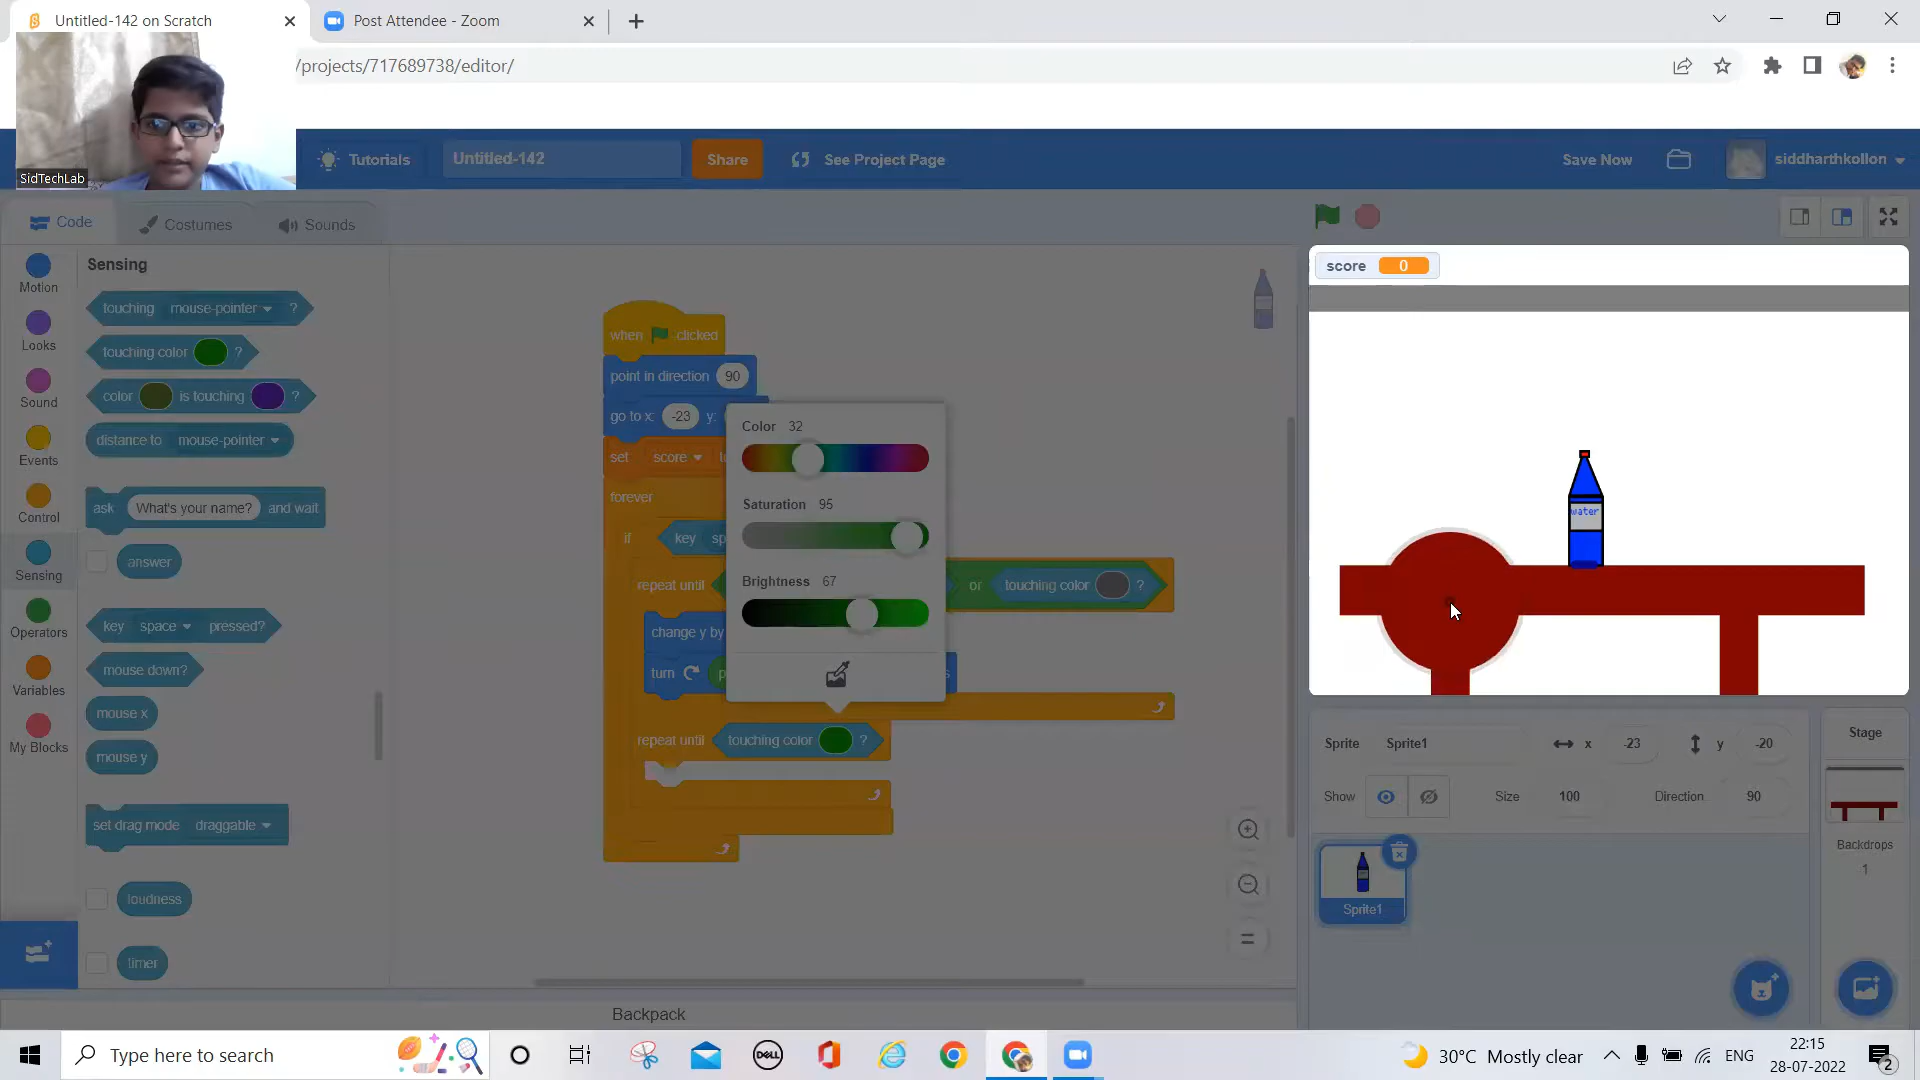 Untitled-142 on Scratch
Post Attendee - Zoom
/projects/717689738/editor/
SidTechLab
Tutorials
Untitled-142
Share
See Project Page
Save Now
siddharthkollon
Code
Costumes
Sounds
Motion
Looks
Sound
Events
Control
Sensing
Operators
Variables
My Blocks
Sensing
touching mouse-pointer ?
touching color ?
color is touching ?
distance to mouse-pointer
ask What's your name? and wait
answer
key space pressed?
mouse down?
mouse x
mouse y
set drag mode draggable
loudness
timer
when clicked
point in direction 90
go to x: -23 y:
set score
forever
if key sp
repeat until or touching color ?
change y by
turn
repeat until touching color ?
Color 32
Saturation 95
Brightness 67
Backpack
score 0
water
Sprite Sprite1 x -23 y -20
Show Size 100 Direction 90
Sprite1
Stage
Backdrops
1
Type here to search
DELL
30°C Mostly clear
ENG
22:15
28-07-2022
2